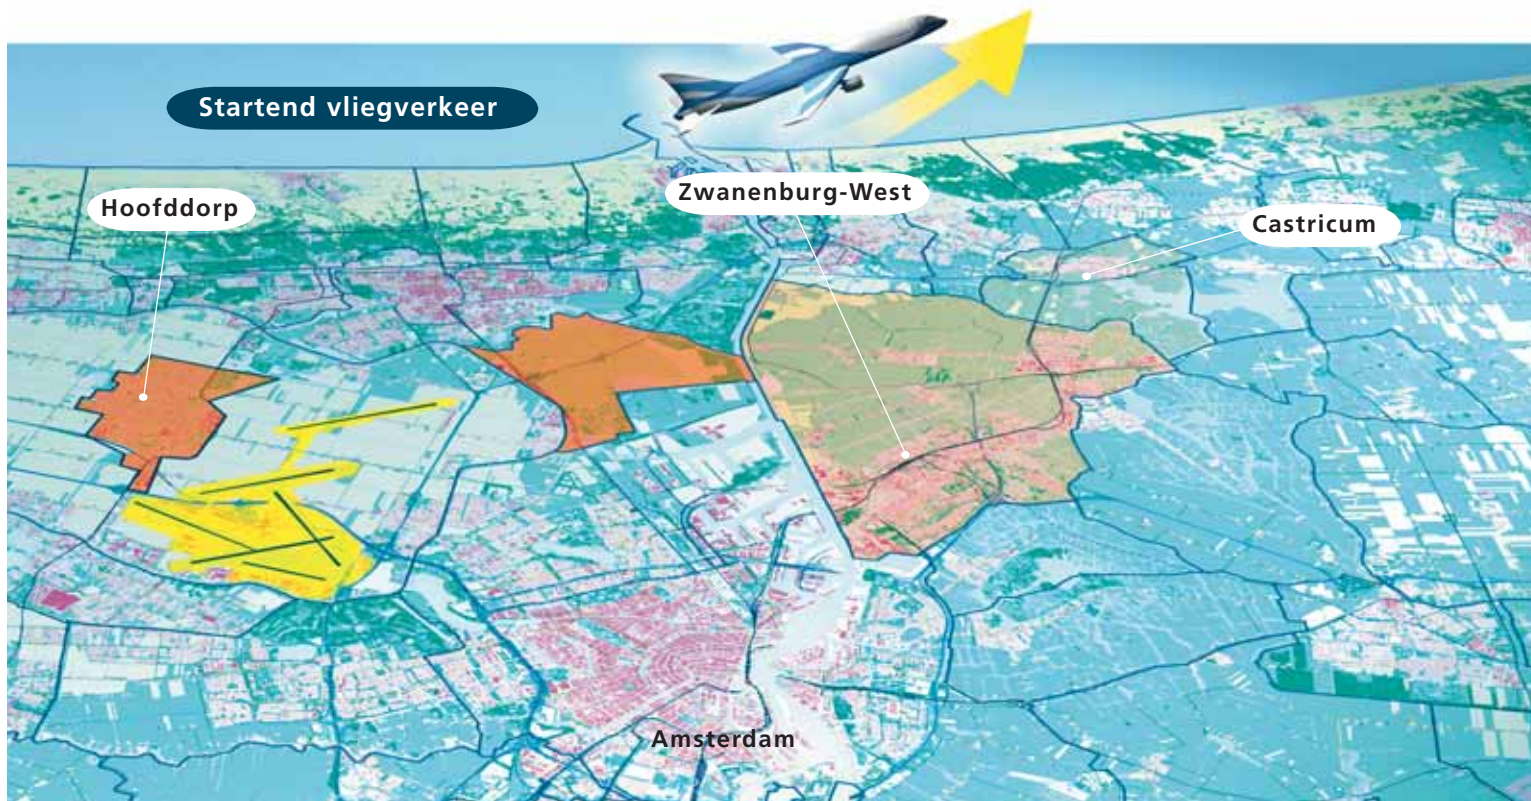 Startend vliegverkeer
Zwanenburg-West
Hoofddorp
Castricum
Amsterdam